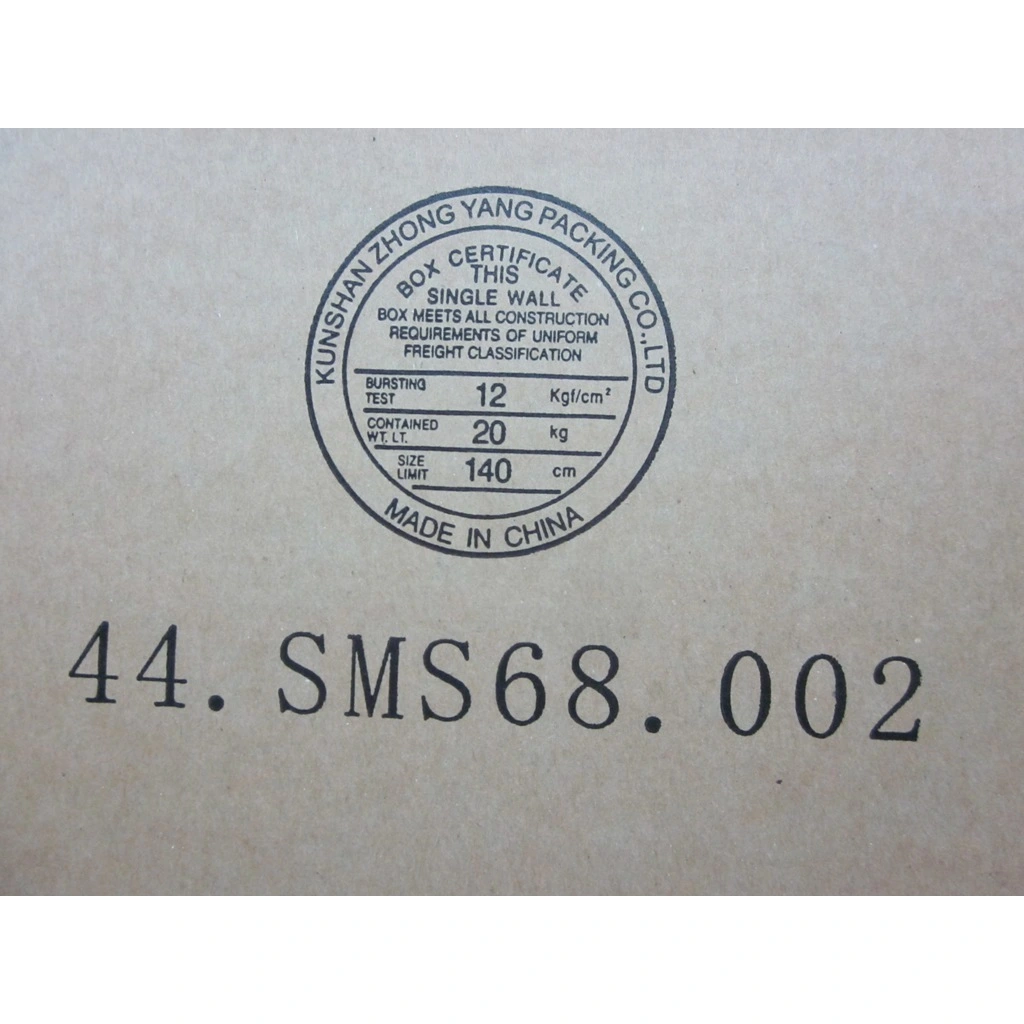 KUNSHAN ZHONG YANG PACKING CO.,LTD
BOX CERTIFICATE
THIS
SINGLE WALL
BOX MEETS ALL CONSTRUCTION
REQUIREMENTS OF UNIFORM
FREIGHT CLASSIFICATION
BURSTING TEST 12 Kgf/cm²
CONTAINED WT. LT. 20 kg
SIZE LIMIT 140 cm
MADE IN CHINA
44.SMS68.002